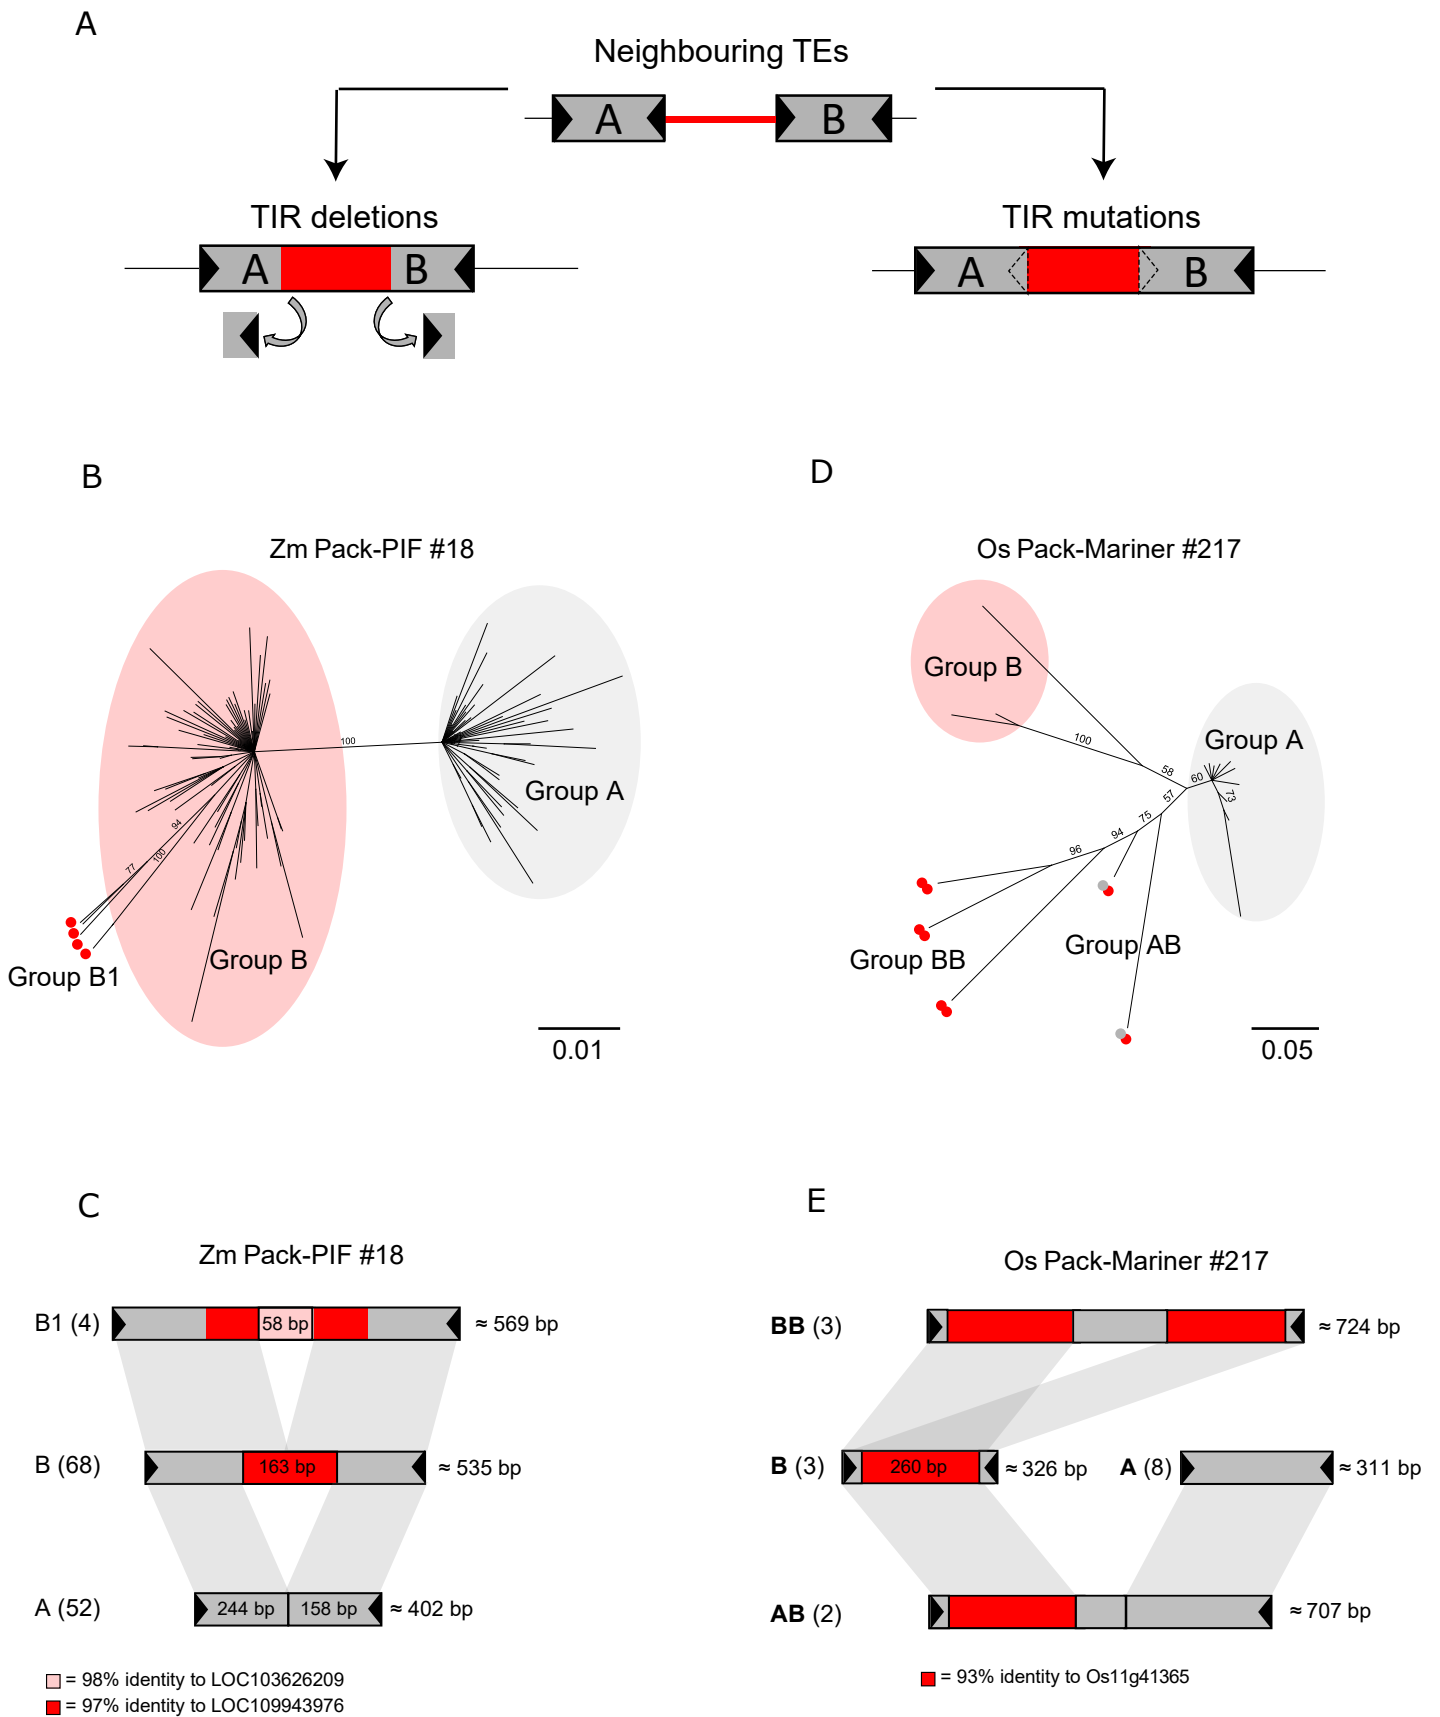 A
Neighbouring TEs
A
B
TIR deletions
TIR mutations
A
B
A
B
B
D
Zm Pack-PIF #18
Os Pack-Mariner #217
Group B
Group A
100
Group A
100
58
60
73
57
75
94
96
94
100
77
Group B1
Group B
Group BB
Group AB
0.01
0.05
C
E
Zm Pack-PIF #18
Os Pack-Mariner #217
B1 (4)
58 bp
≈ 569 bp
BB (3)
≈ 724 bp
B (68)
163 bp
≈ 535 bp
B (3)
260 bp
≈ 326 bp
A (8)
≈ 311 bp
A (52)
244 bp
158 bp
≈ 402 bp
AB (2)
≈ 707 bp
= 98% identity to LOC103626209
= 97% identity to LOC109943976
= 93% identity to Os11g41365